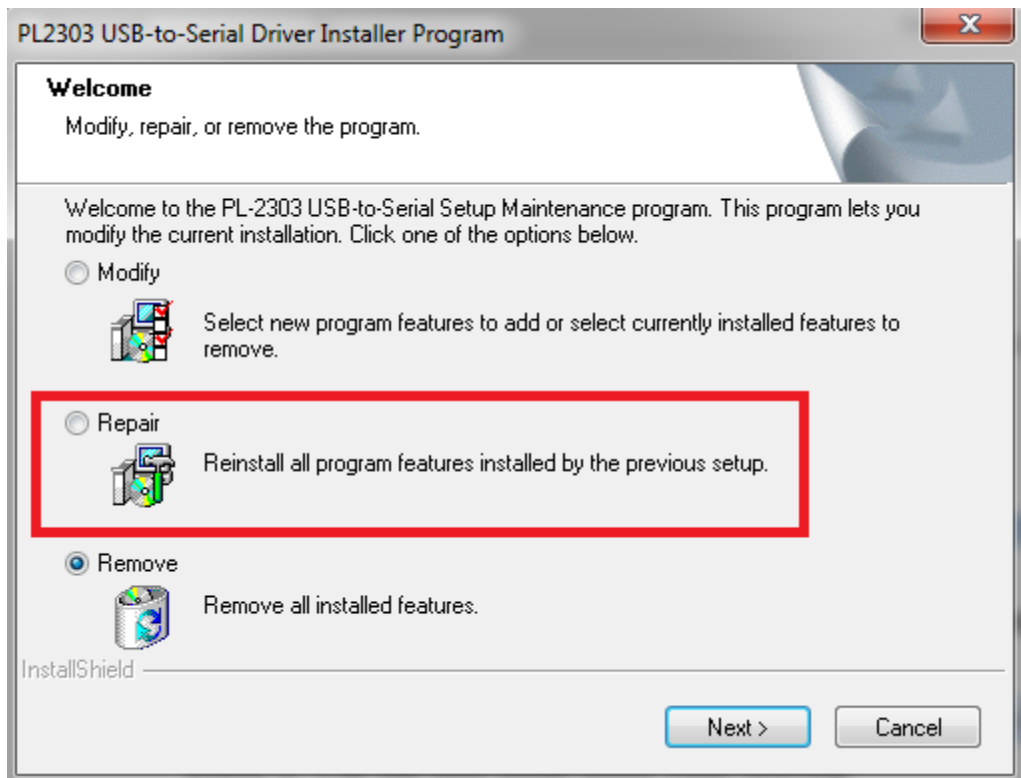 PL2303 USB-to-Serial Driver Installer Program
Welcome
Modify, repair, or remove the program.
Welcome to the PL-2303 USB-to-Serial Setup Maintenance program. This program lets you
modify the current installation. Click one of the options below.
Modify
Select new program features to add or select currently installed features to
remove.
Repair
Reinstall all program features installed by the previous setup.
Remove
Remove all installed features.
InstallShield
Next >
Cancel